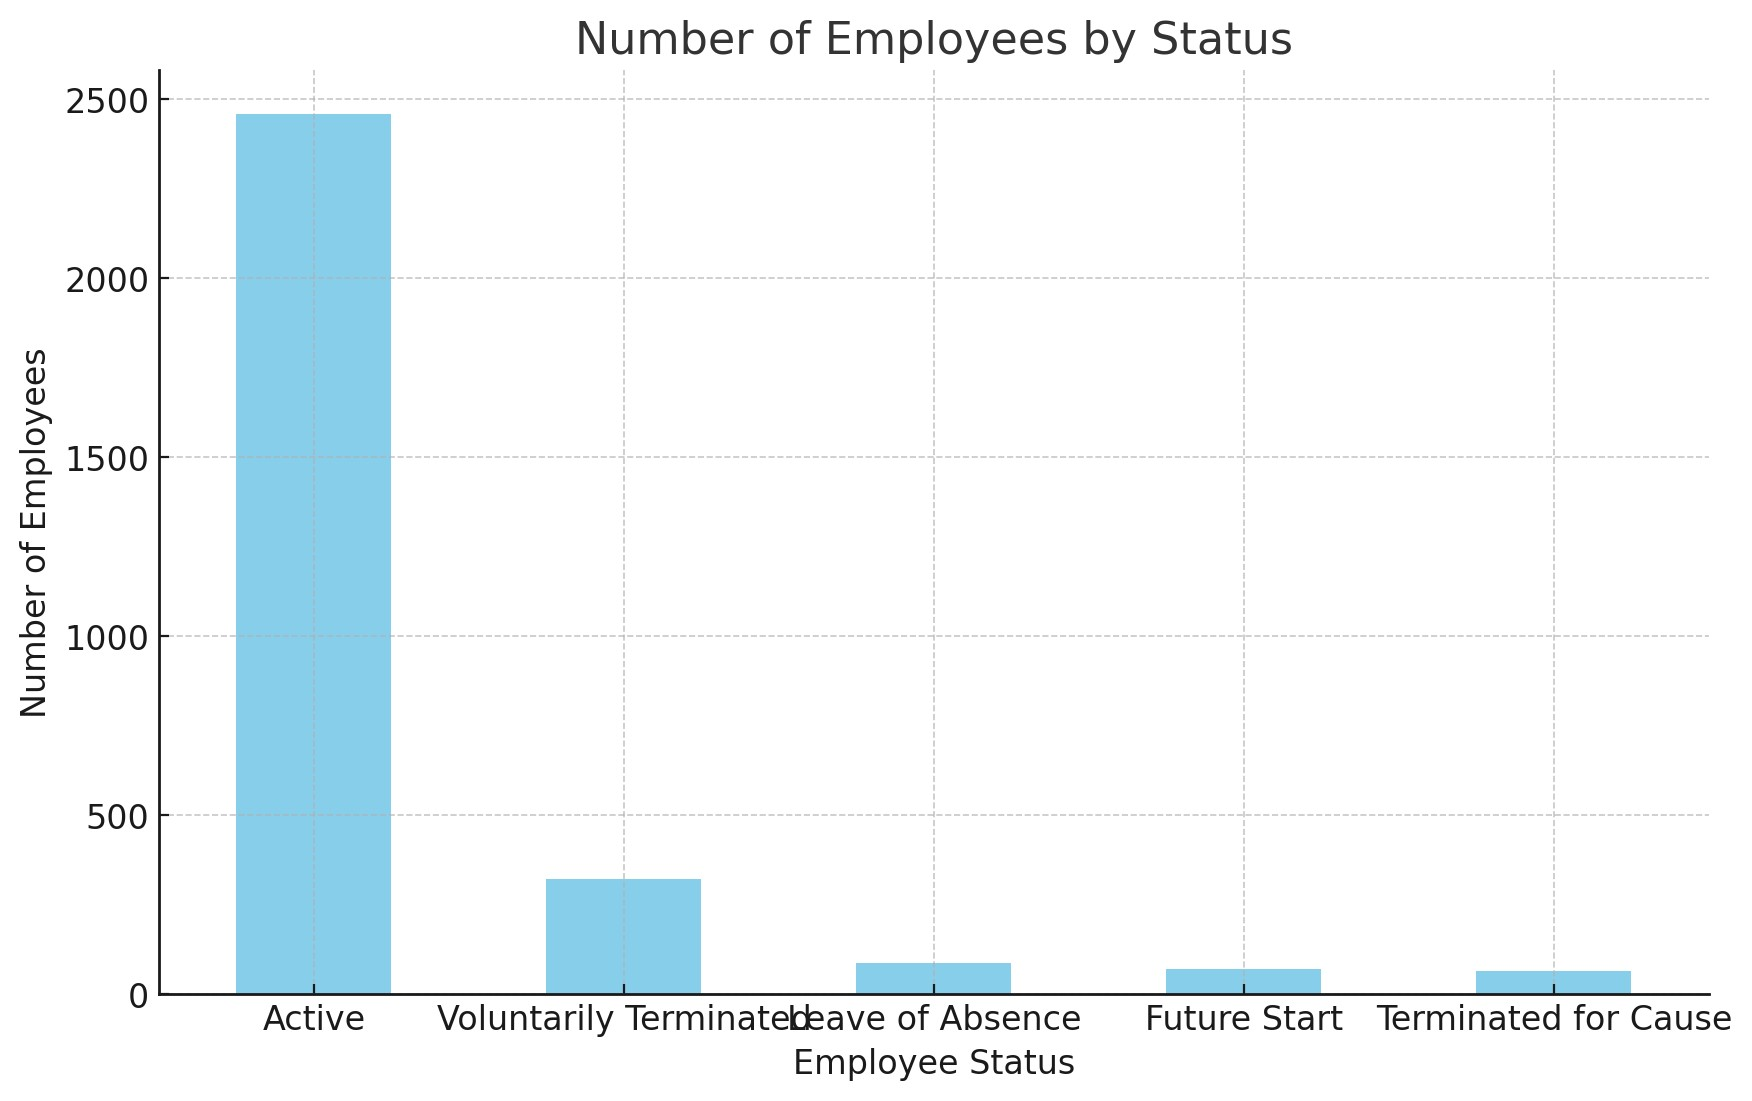 Number of Employees by Status
Number of Employees
2500
2000
1500
1000
500
0
Active Voluntarily Terminated Leave of Absence Future Start Terminated for Cause
Employee Status